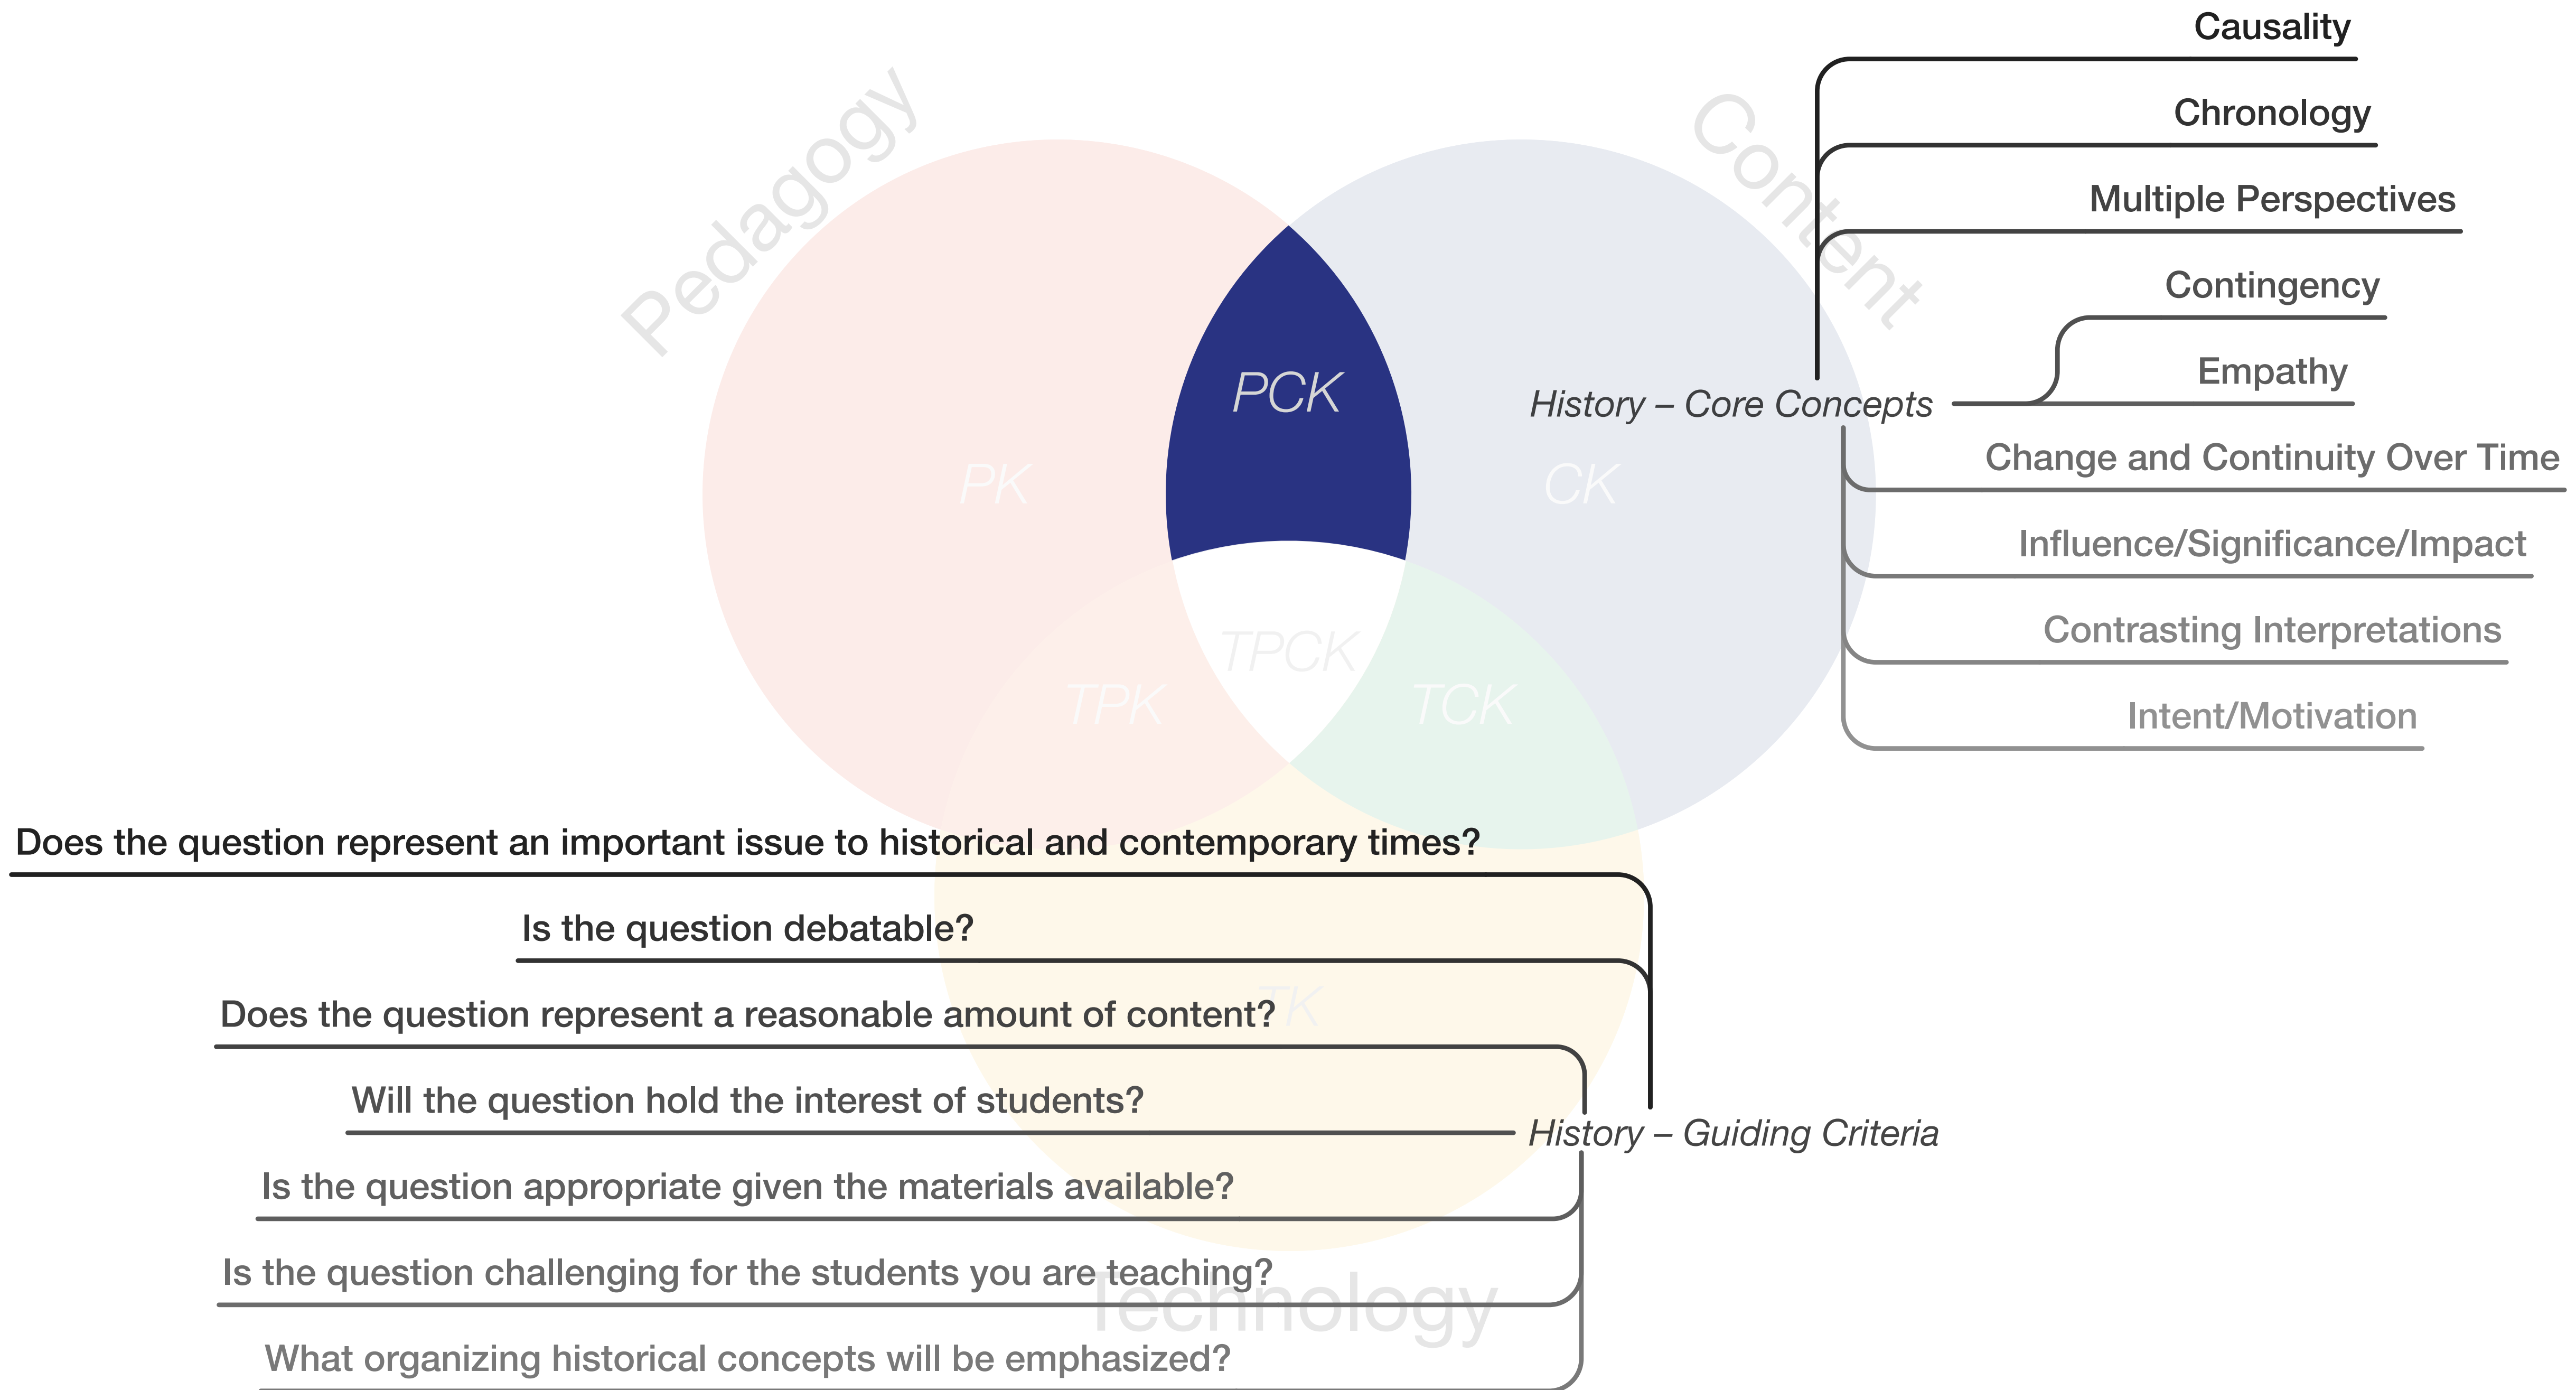 Causality
Chronology
Multiple Perspectives
Contingency
Empathy
History – Core Concepts
Change and Continuity Over Time
Influence/Significance/Impact
Contrasting Interpretations
Intent/Motivation
Pedagogy
Content
PCK
PK
CK
TPCK
TPK
TCK
Does the question represent an important issue to historical and contemporary times?
Is the question debatable?
Does the question represent a reasonable amount of content?
TK
Will the question hold the interest of students?
History – Guiding Criteria
Is the question appropriate given the materials available?
Is the question challenging for the students you are teaching?
Technology
What organizing historical concepts will be emphasized?